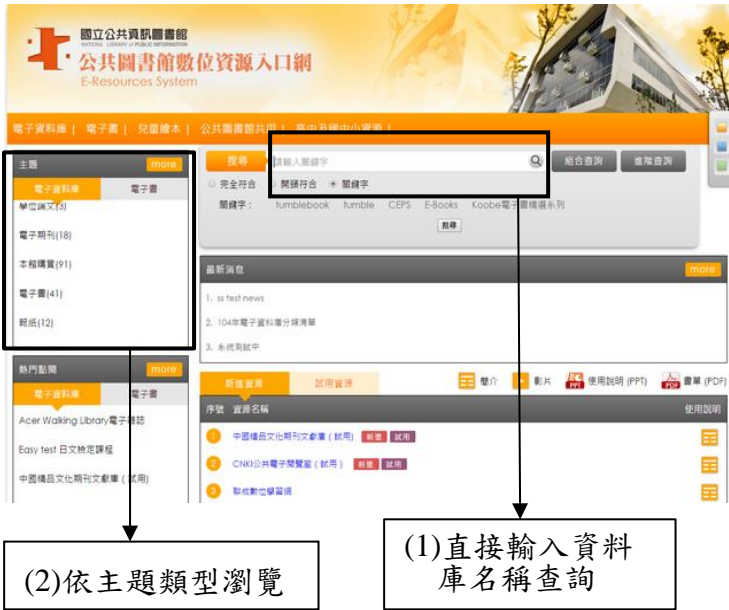 國立公共資訊圖書館
NATIONAL LIBRARY of PUBLIC INFORMATION
公共圖書館數位資源入口網
E-Resources System
電子資料庫 | 電子書 | 兒童繪本 | 公共圖書館共用 | 高中及國中小資源 |
主題 more
電子資料庫 電子書
學位論文(3)
電子期刊(18)
本館購買(91)
電子書(41)
報紙(12)
搜尋 請輸入關鍵字 組合查詢 進階查詢
完全符合 開頭符合 關鍵字
關鍵字： tumblebook tumble CEPS E-Books Koobe電子書精選系列
搜尋
最新消息 more
1. ss test news
2. 104年電子資料庫分類清單
3. 系統測試中
熱門點閱 more
電子資料庫 電子書
Acer Walking Library電子雜誌
Easy test 日文檢定課程
中國精品文化期刊文獻庫 (試用)
新進資源 試用資源 簡介 影片 使用說明 (PPT) 書單 (PDF)
序號 資源名稱 使用說明
1 中國精品文化期刊文獻庫 (試用) 新進 試用
2 CNKI公共電子閱覽室 (試用) 新進 試用
3 聯成數位學習網
(2)依主題類型瀏覽
(1)直接輸入資料
庫名稱查詢